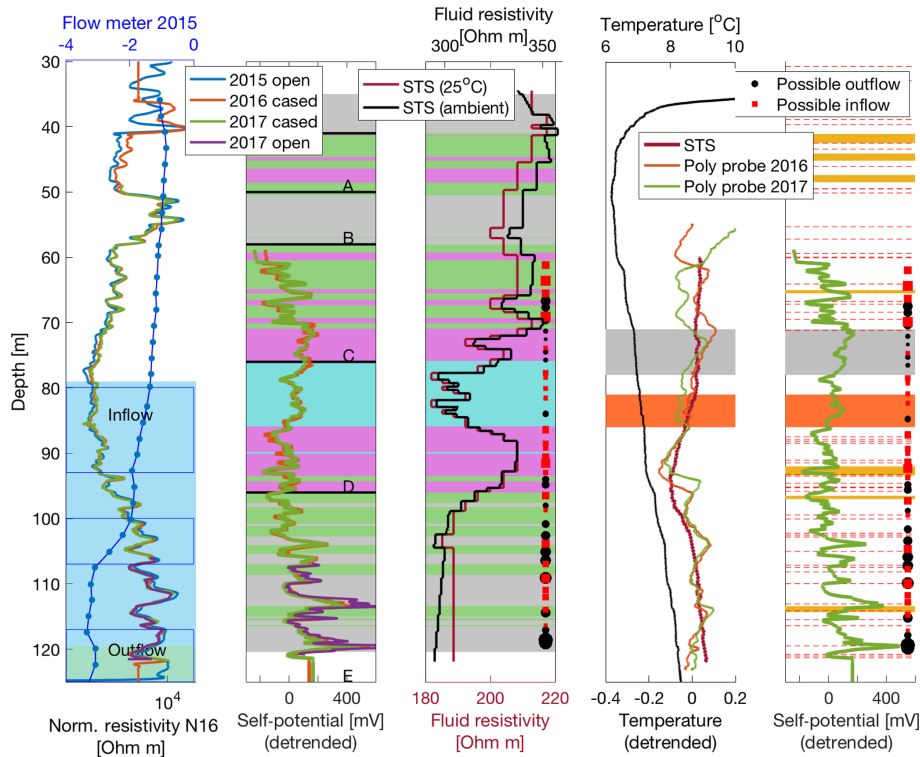 Flow meter 2015
-4 -2 0
Fluid resistivity
[Ohm m]
300 350
Temperature [°C]
6 8 10
2015 open
2016 cased
2017 cased
2017 open
STS (25°C)
STS (ambient)
Possible outflow
Possible inflow
STS
Poly probe 2016
Poly probe 2017
Depth [m]
30
40
50
60
70
80
90
100
110
120
A
B
C
D
E
Inflow
Outflow
10⁴
Norm. resistivity N16
[Ohm m]
0 200 400
Self-potential [mV]
(detrended)
180 200 220
Fluid resistivity
[Ohm m]
-0.4 -0.2 0 0.2
Temperature
(detrended)
0 200 400
Self-potential [mV]
(detrended)